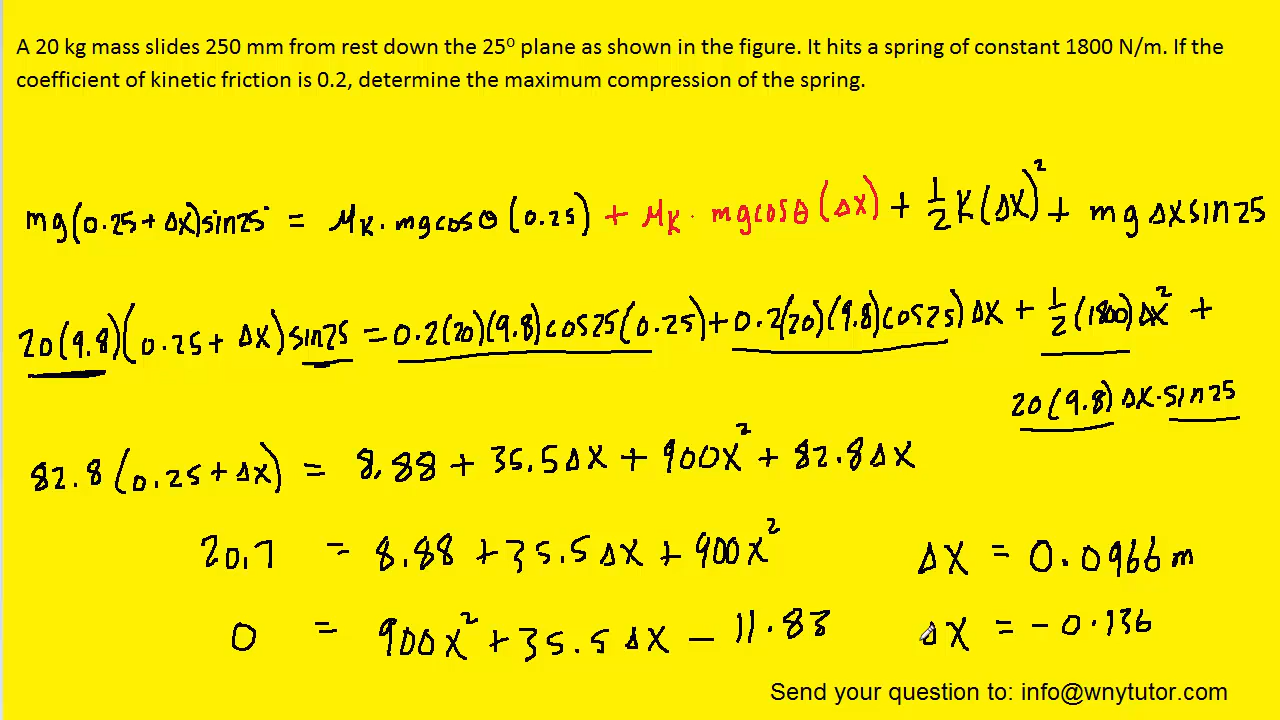 A 20 kg mass slides 250 mm from rest down the 25⁰ plane as shown in the figure. It hits a spring of constant 1800 N/m. If the
coefficient of kinetic friction is 0.2, determine the maximum compression of the spring.
mg(0.25 + Δx)sin25° = μK · mgcosθ(0.25) + μK · mgcosθ(Δx) + 1/2 K(Δx)² + mgΔxsin25
20(9.8)(0.25 + Δx)sin25 = 0.2(20)(9.8)cos25(0.25) + 0.2(20)(9.8)cos25)Δx + 1/2(1800)Δx² +
20(9.8)Δx·sin25
82.8(0.25 + Δx) = 8.88 + 35.5Δx + 900x² + 82.8Δx
20.7 = 8.88 + 35.5Δx + 900x²
Δx = 0.0966m
0 = 900x² + 35.5Δx − 11.83
Δx = −0.136
Send your question to: info@wnytutor.com